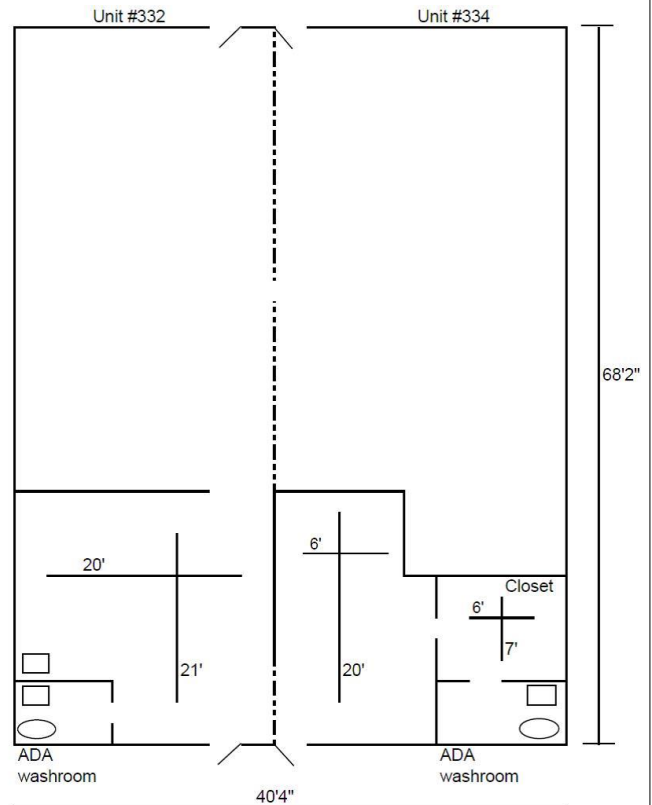 Unit #332
Unit #334
68'2"
6'
20'
Closet
6'
7'
21'
20'
ADA
washroom
ADA
washroom
40'4"